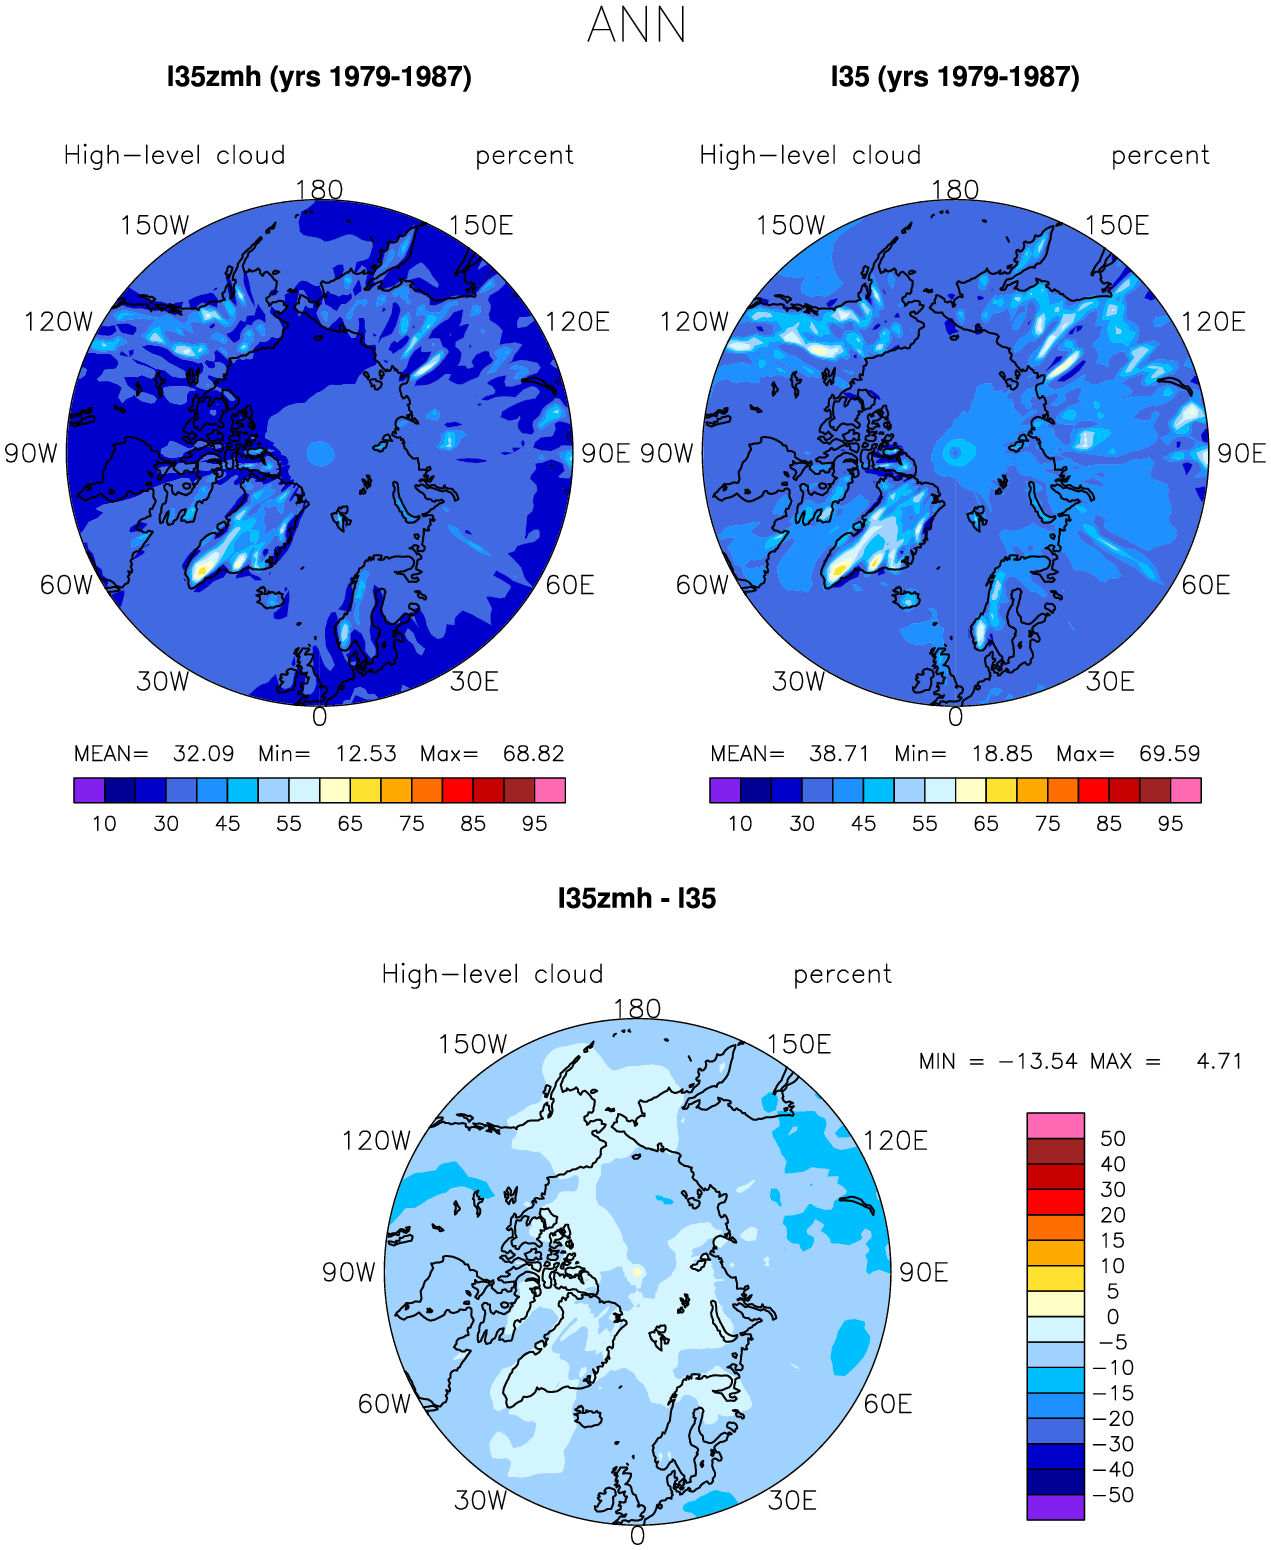 ANN
I35zmh (yrs 1979-1987)
I35 (yrs 1979-1987)
High-level cloud percent
High-level cloud percent
180
150W 150E
120W 120E
90W 90E
60W 60E
30W 30E
0
180
150W 150E
120W 120E
90W 90E
60W 60E
30W 30E
0
MEAN= 32.09 Min= 12.53 Max= 68.82
10 30 45 55 65 75 85 95
MEAN= 38.71 Min= 18.85 Max= 69.59
10 30 45 55 65 75 85 95
I35zmh - I35
High-level cloud percent
180
150W 150E
120W 120E
90W 90E
60W 60E
30W 30E
0
MIN = -13.54 MAX = 4.71
50
40
30
20
15
10
5
0
-5
-10
-15
-20
-30
-40
-50